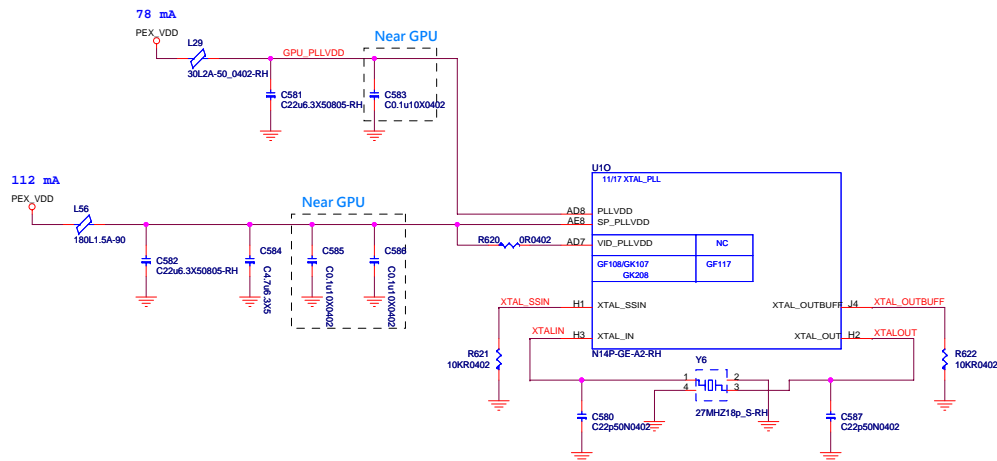 78 mA
PEX_VDD
L29
30L2A-50_0402-RH
GPU_PLLVDD
Near GPU
C581
C22u6.3X50805-RH
C583
C0.1u10X0402
112 mA
PEX_VDD
L56
180L1.5A-90
Near GPU
C582
C22u6.3X50805-RH
C584
C4.7u6.3X5
C585
C0.1u10X0402
C586
C0.1u10X0402
R620
0R0402
U1O
11/17 XTAL_PLL
AD8
PLLVDD
AE8
SP_PLLVDD
AD7
VID_PLLVDD
NC
GF108/GK107
GK208
GF117
XTAL_SSIN
H1
XTAL_SSIN
XTAL_OUTBUFF
J4
XTAL_OUTBUFF
XTALIN
H3
XTAL_IN
XTAL_OUT
H2
XTALOUT
N14P-GE-A2-RH
R621
10KR0402
R622
10KR0402
Y6
1
2
4
3
27MHZ18p_S-RH
C580
C22p50N0402
C587
C22p50N0402